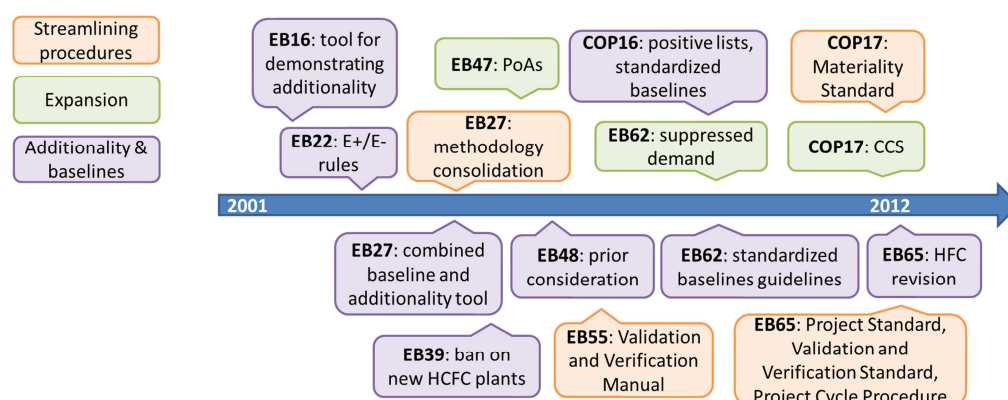 Streamlining
procedures
Expansion
Additionality &
baselines
EB16: tool for
demonstrating
additionality
EB47: PoAs
COP16: positive lists,
standardized
baselines
COP17:
Materiality
Standard
EB22: E+/E-
rules
EB27:
methodology
consolidation
EB62: suppressed
demand
COP17: CCS
2001
2012
EB27: combined
baseline and
additionality tool
EB48: prior
consideration
EB62: standardized
baselines guidelines
EB65: HFC
revision
EB39: ban on
new HCFC plants
EB55: Validation
and Verification
Manual
EB65: Project Standard,
Validation and
Verification Standard,
Project Cycle Procedure